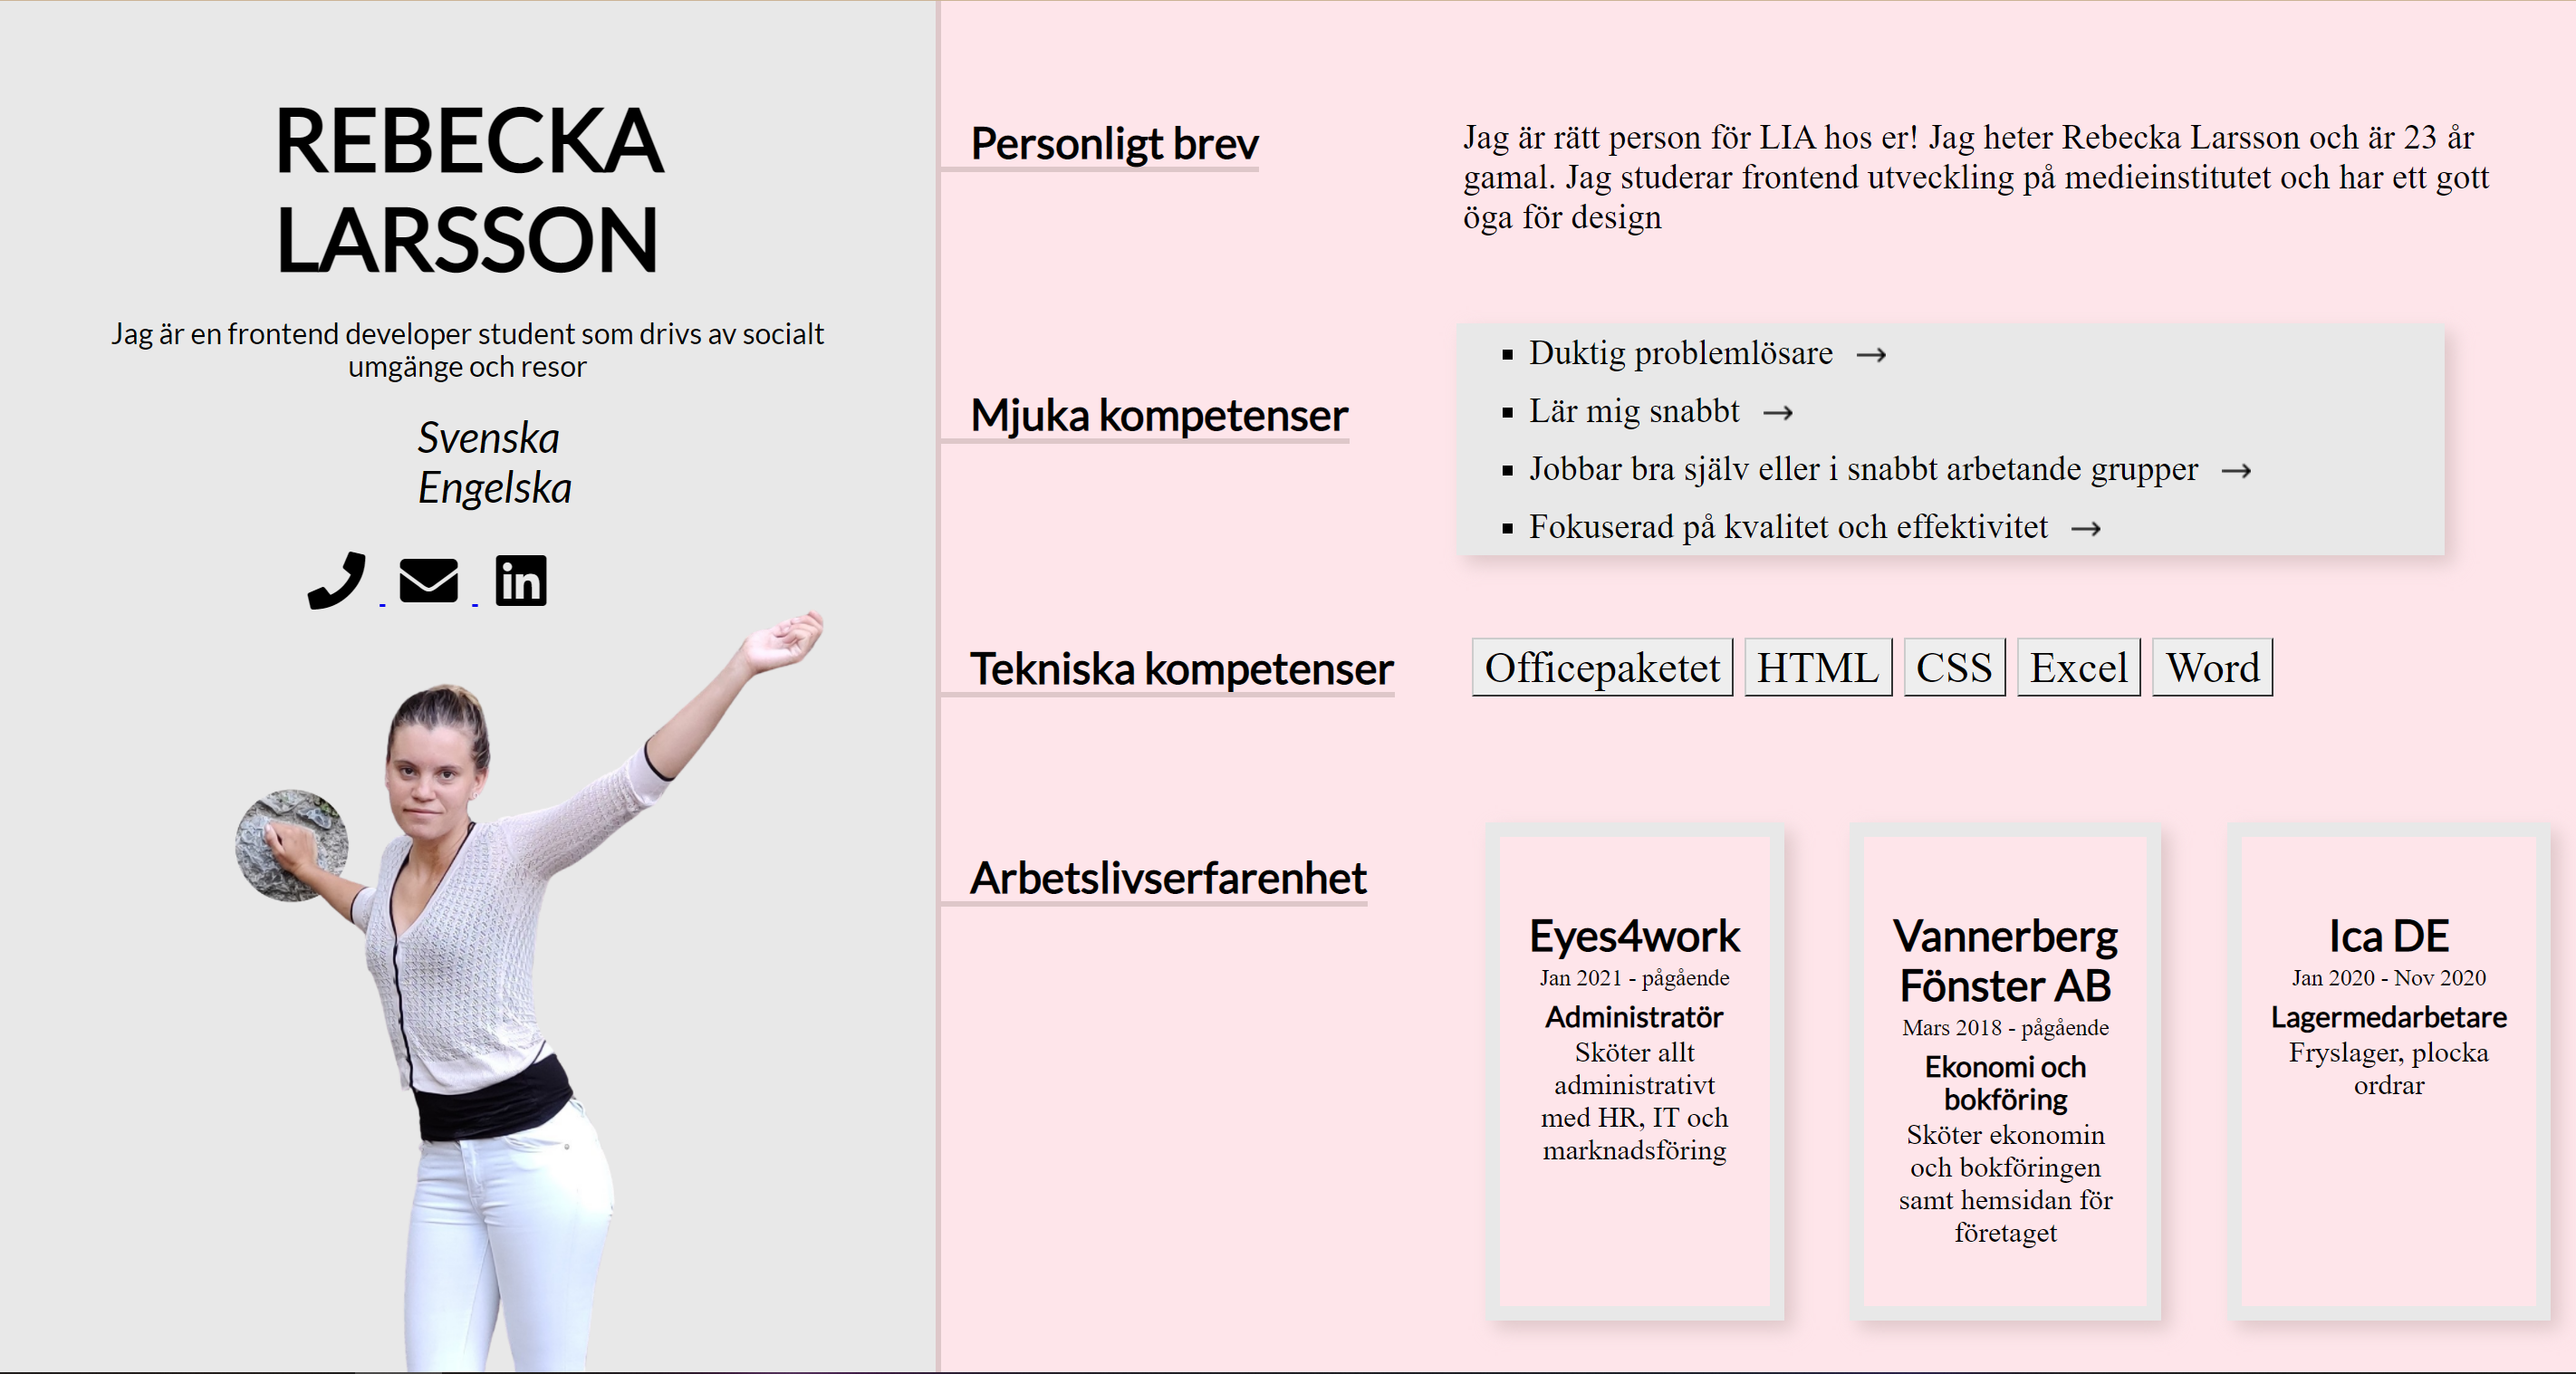 REBECKA
LARSSON
Jag är en frontend developer student som drivs av socialt
umgänge och resor
Svenska
Engelska
in
Personligt brev
Jag är rätt person för LIA hos er! Jag heter Rebecka Larsson och är 23 år
gamal. Jag studerar frontend utveckling på medieinstitutet och har ett gott
öga för design
Mjuka kompetenser
▪ Duktig problemlösare →
▪ Lär mig snabbt →
▪ Jobbar bra själv eller i snabbt arbetande grupper →
▪ Fokuserad på kvalitet och effektivitet →
Tekniska kompetenser
Officepaketet HTML CSS Excel Word
Arbetslivserfarenhet
Eyes4work
Jan 2021 - pågående
Administratör
Sköter allt
administrativt
med HR, IT och
marknadsföring
Vannerberg
Fönster AB
Mars 2018 - pågående
Ekonomi och
bokföring
Sköter ekonomin
och bokföringen
samt hemsidan för
företaget
Ica DE
Jan 2020 - Nov 2020
Lagermedarbetare
Fryslager, plocka
ordrar